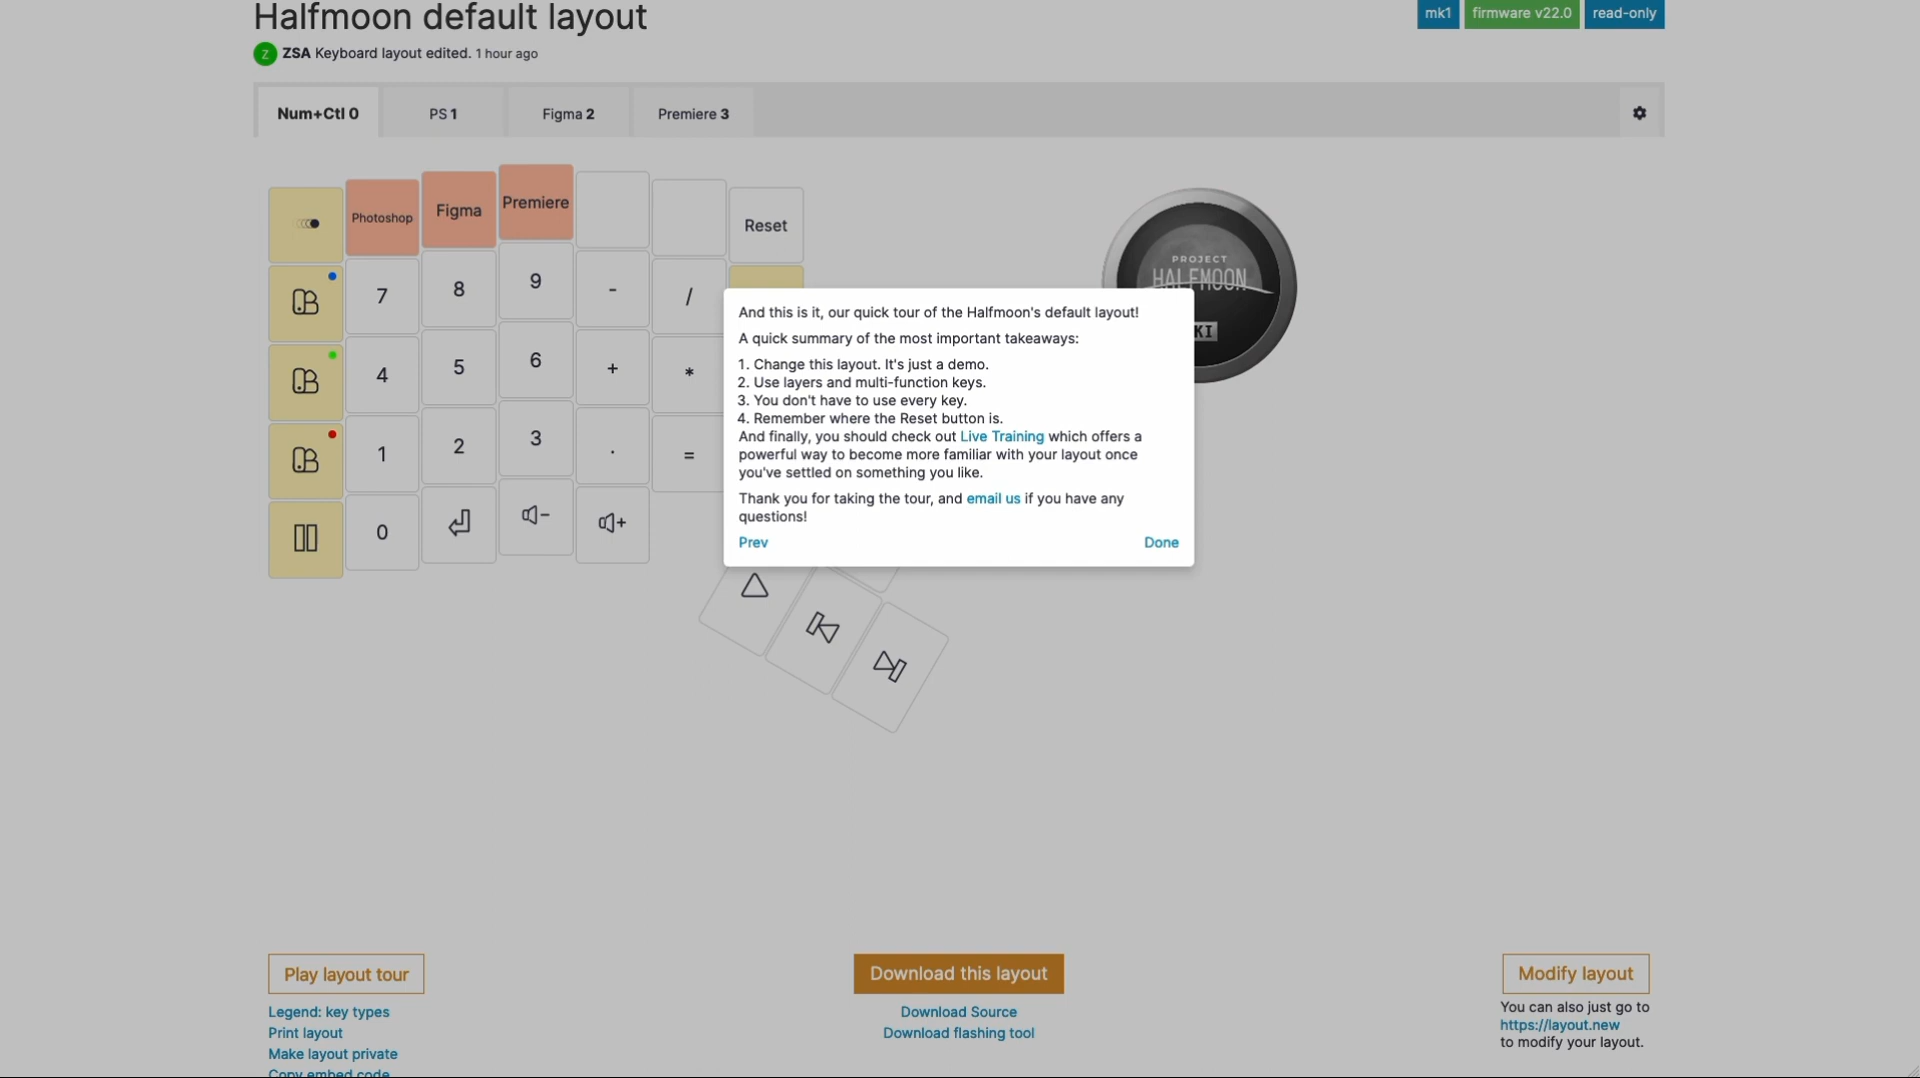 Halfmoon default layout
mk1
firmware v22.0
read-only
Z
ZSA Keyboard layout edited. 1 hour ago
Num+Ctl 0
PS 1
Figma 2
Premiere 3
Photoshop
Figma
Premiere
Reset
7
8
9
-
/
4
5
6
+
*
1
2
3
.
=
0
PROJECT
HALFMOON
KI
And this is it, our quick tour of the Halfmoon's default layout!
A quick summary of the most important takeaways:
1. Change this layout. It's just a demo.
2. Use layers and multi-function keys.
3. You don't have to use every key.
4. Remember where the Reset button is.
And finally, you should check out Live Training which offers a
powerful way to become more familiar with your layout once
you've settled on something you like.
Thank you for taking the tour, and email us if you have any
questions!
Prev
Done
Play layout tour
Legend: key types
Print layout
Make layout private
Copy embed code
Download this layout
Download Source
Download flashing tool
Modify layout
You can also just go to
https://layout.new
to modify your layout.